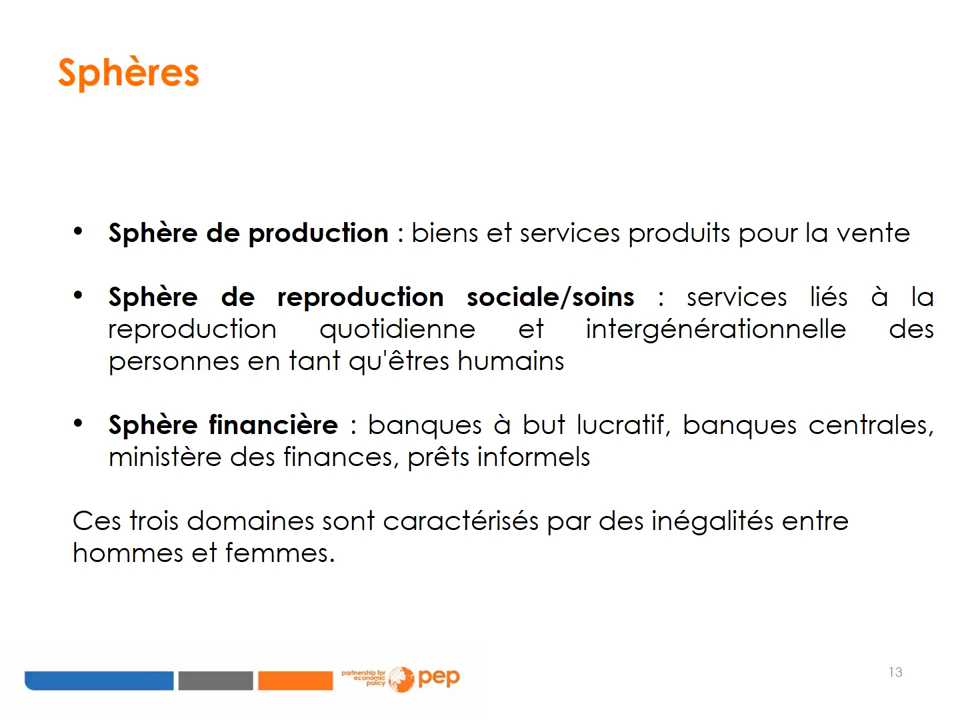 Sphères
• Sphère de production : biens et services produits pour la vente
• Sphère de reproduction sociale/soins : services liés à la
reproduction quotidienne et intergénérationnelle des
personnes en tant qu'êtres humains
• Sphère financière : banques à but lucratif, banques centrales,
ministère des finances, prêts informels
Ces trois domaines sont caractérisés par des inégalités entre
hommes et femmes.
partnership for
economic
policy
pep
13